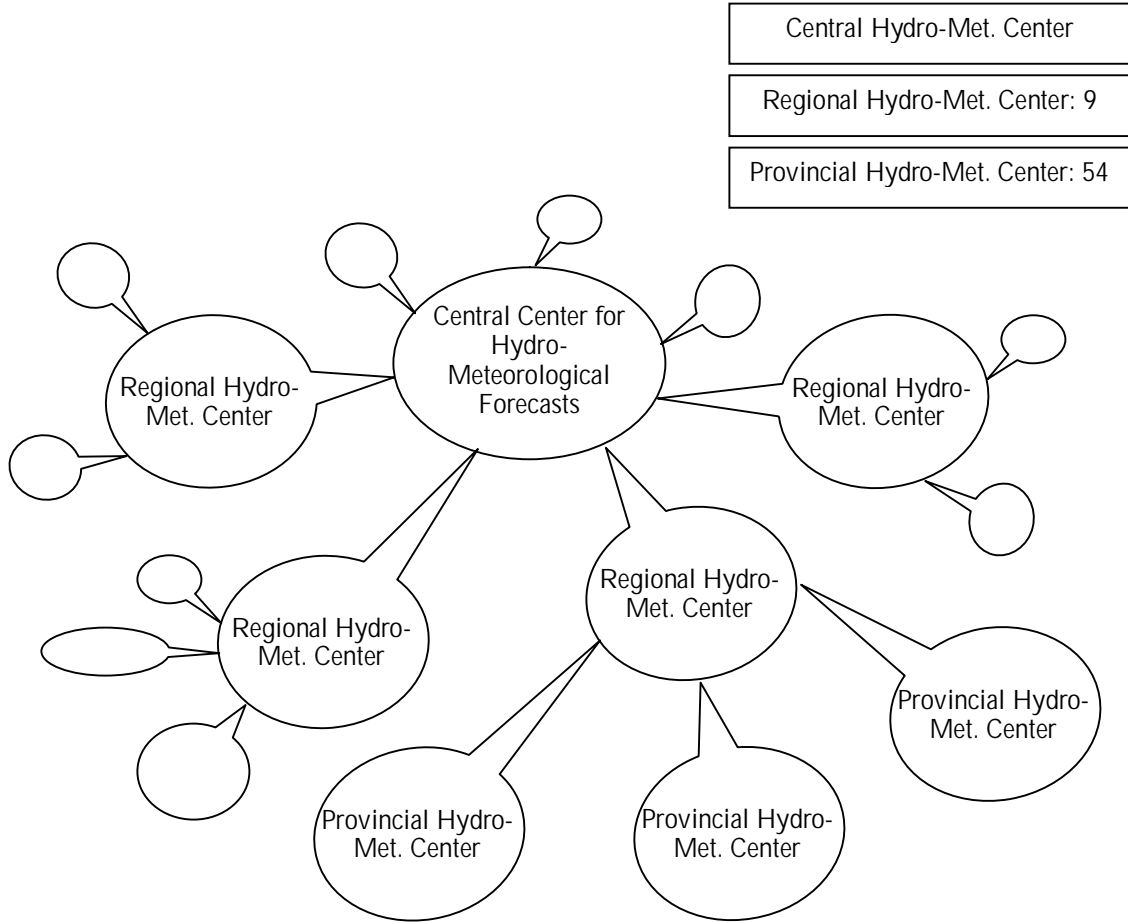 Central Hydro-Met. Center
Regional Hydro-Met. Center: 9
Provincial Hydro-Met. Center: 54
Central Center for
Hydro-
Meteorological
Forecasts
Regional Hydro-
Met. Center
Regional Hydro-
Met. Center
Regional Hydro-
Met. Center
Regional Hydro-
Met. Center
Provincial Hydro-
Met. Center
Provincial Hydro-
Met. Center
Provincial Hydro-
Met. Center